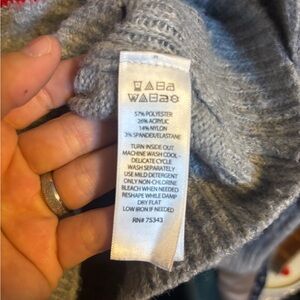 57% POLYESTER
26% ACRYLIC
14% NYLON
3% SPANDEX/ELASTANE
TURN INSIDE OUT
MACHINE WASH COOL -
DELICATE CYCLE
WASH SEPARATELY
USE MILD DETERGENT
ONLY NON-CHLORINE
BLEACH WHEN NEEDED
RESHAPE WHILE DAMP
DRY FLAT
LOW IRON IF NEEDED
RN# 75343